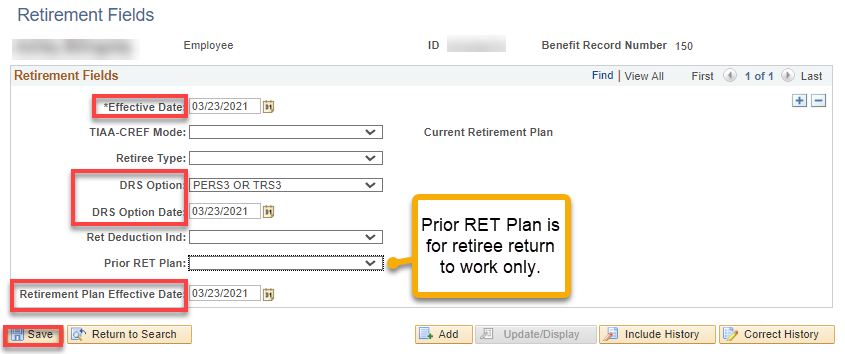 Retirement Fields
Employee ID Benefit Record Number 150
Retirement Fields Find | View All First 1 of 1 Last
*Effective Date: 03/23/2021
TIAA-CREF Mode: Current Retirement Plan
Retiree Type:
DRS Option: PERS3 OR TRS3
DRS Option Date: 03/23/2021
Ret Deduction Ind:
Prior RET Plan:
Prior RET Plan is
for retiree return
to work only.
Retirement Plan Effective Date: 03/23/2021
Save Return to Search Add Update/Display Include History Correct History